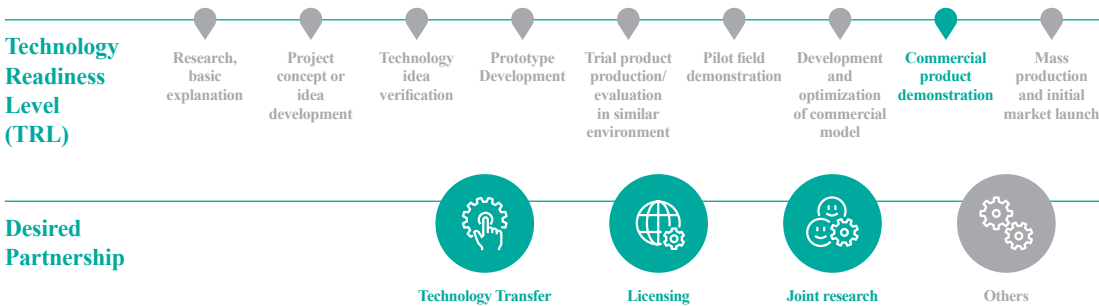 Technology
Readiness
Level
(TRL)
Research,
basic
explanation
Project
concept or
idea
development
Technology
idea
verification
Prototype
Development
Trial product
production/
evaluation
in similar
environment
Pilot field
demonstration
Development
and
optimization
of commercial
model
Commercial
product
demonstration
Mass
production
and initial
market launch
Desired
Partnership
Technology Transfer
Licensing
Joint research
Others